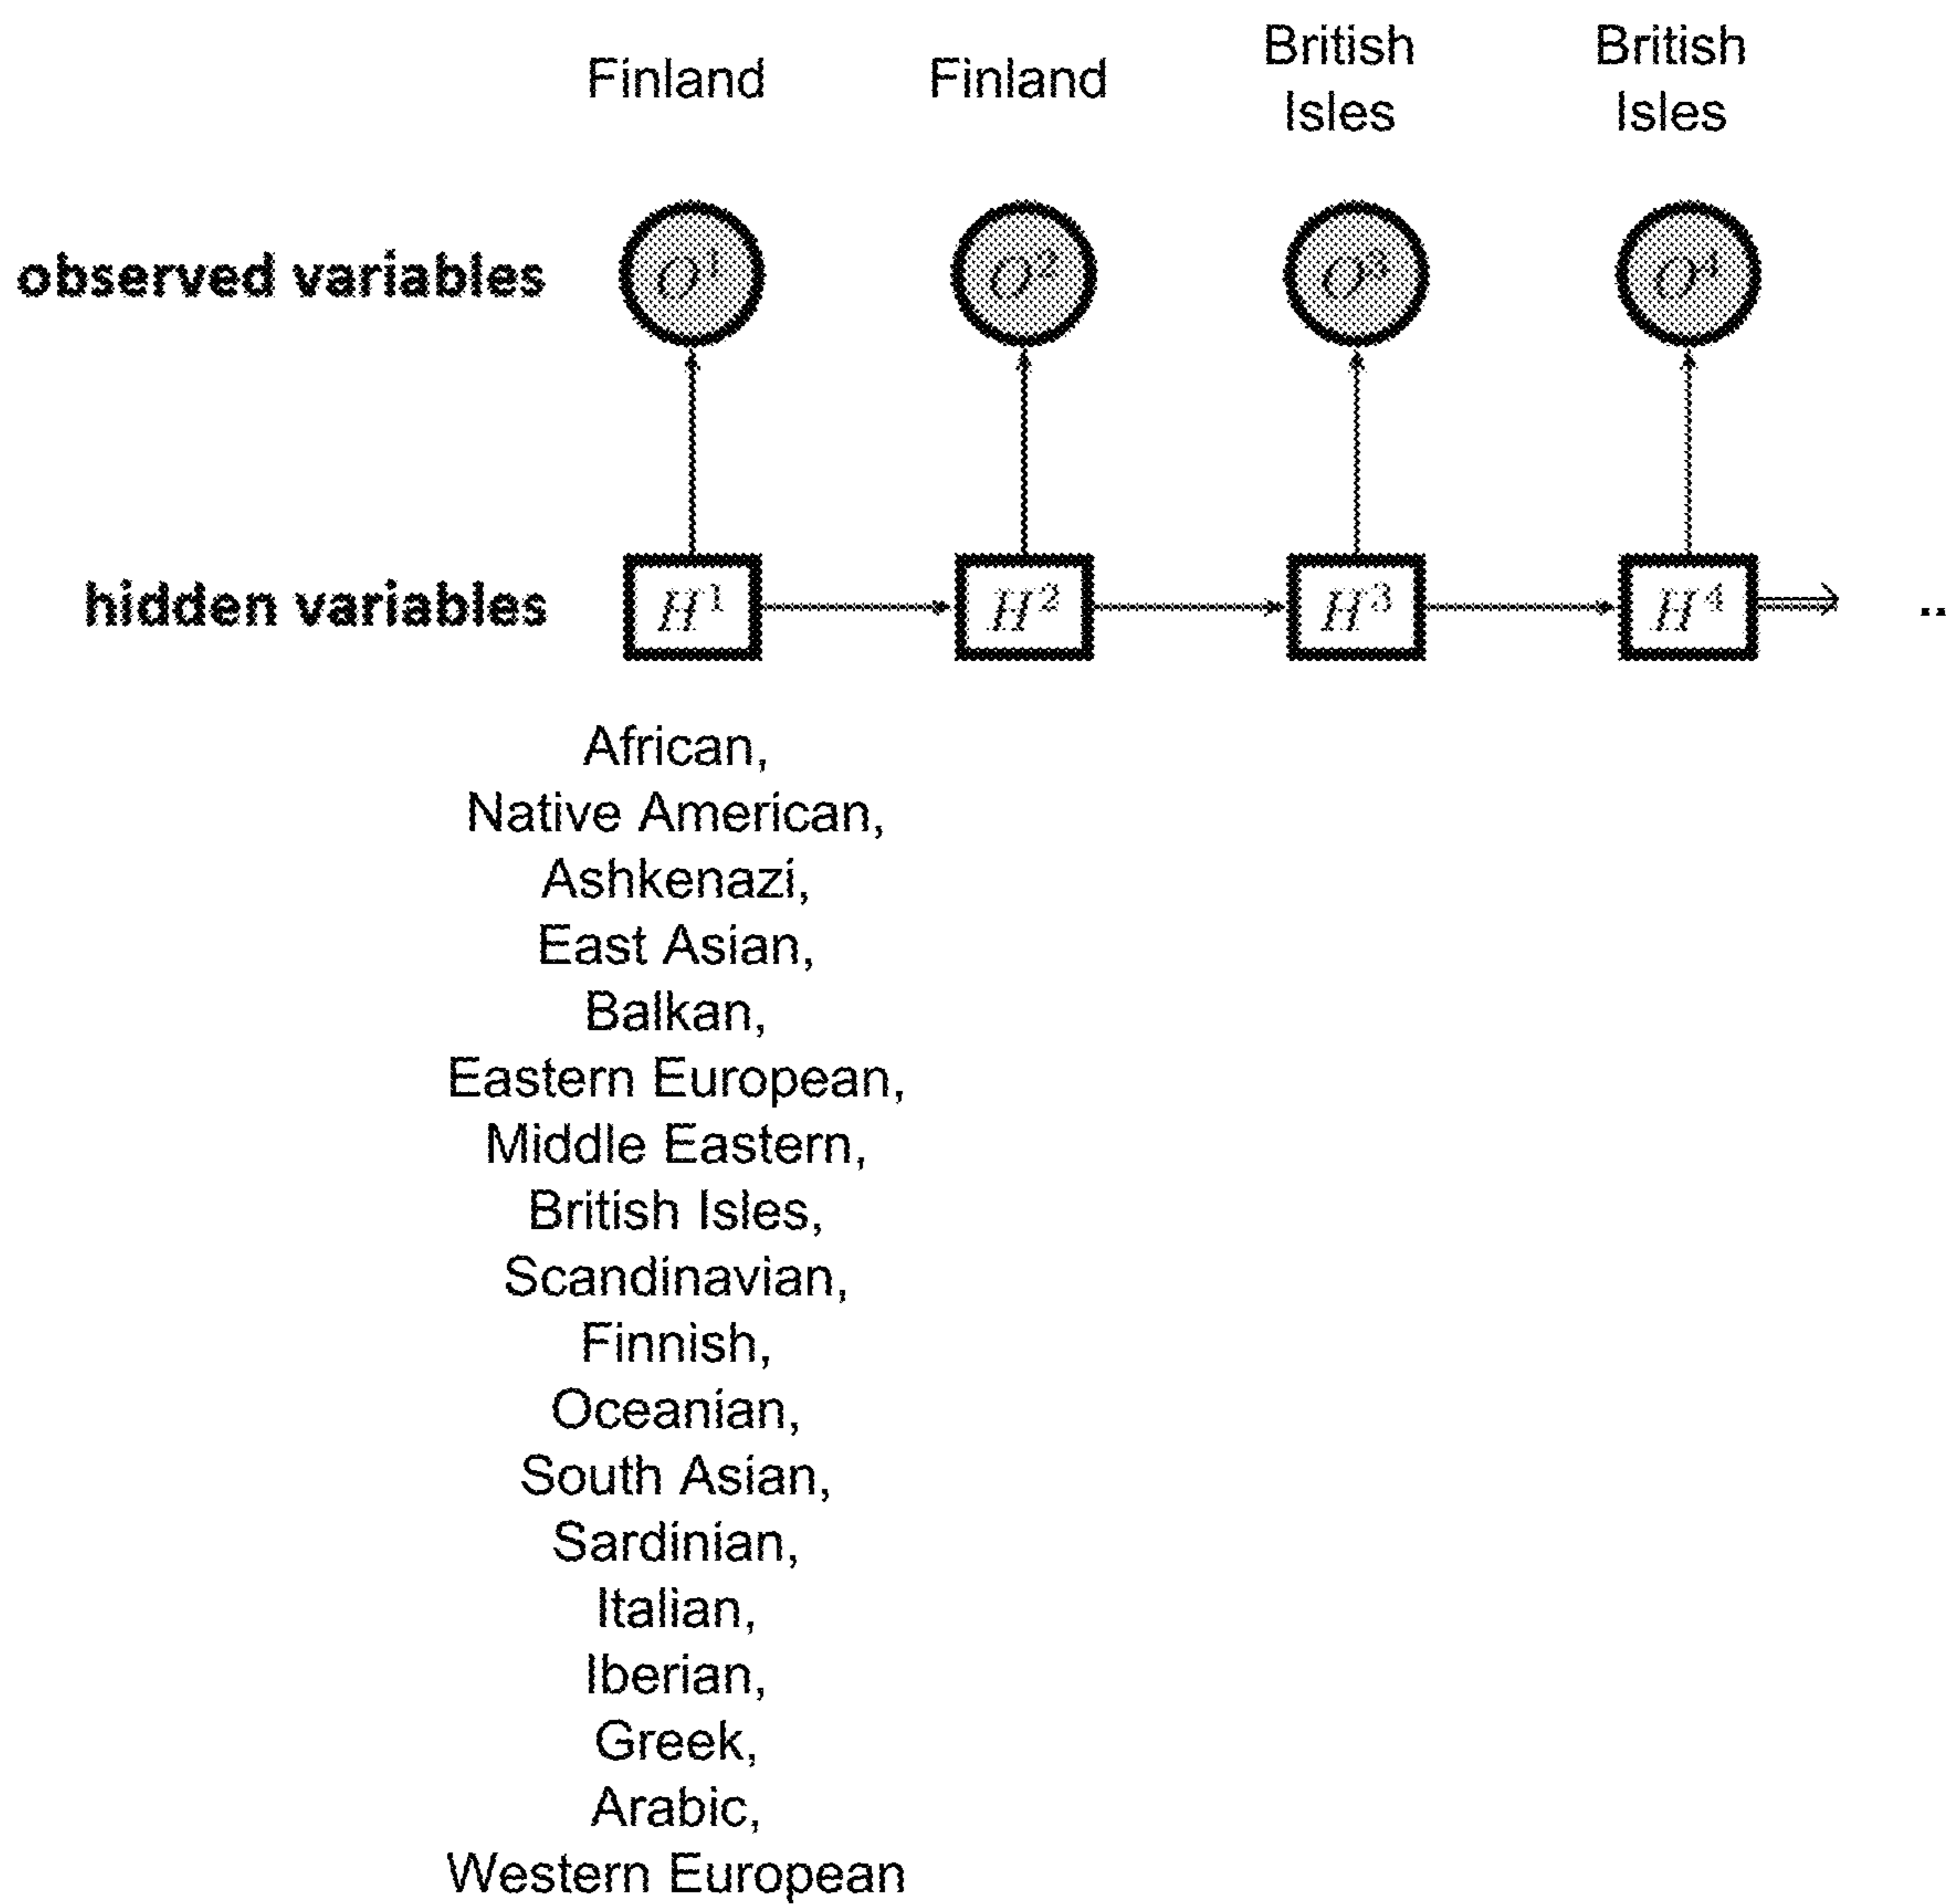 Finland Finland British Isles British Isles
observed variables O¹ O² O³ O⁴
hidden variables H¹ H² H³ H⁴ ..
African,
Native American,
Ashkenazi,
East Asian,
Balkan,
Eastern European,
Middle Eastern,
British Isles,
Scandinavian,
Finnish,
Oceanian,
South Asian,
Sardinian,
Italian,
Iberian,
Greek,
Arabic,
Western European